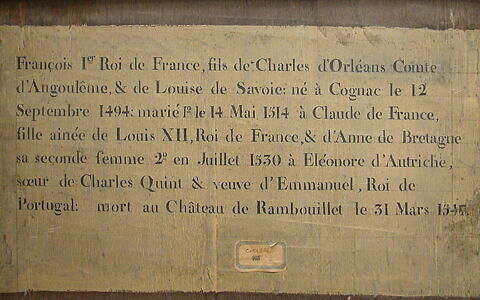 François 1er Roi de France, fils de Charles d'Orléans Comte
d'Angoulême, & de Louise de Savoie: né à Cognac le 12
Septembre 1494: marié 1º le 14 Mai 1514 à Claude de France,
fille ainée de Louis XII, Roi de France, & d'Anne de Bretagne
sa seconde femme 2º en Juillet 1530 à Eléonore d'Autriche,
sœur de Charles Quint & veuve d'Emmanuel, Roi de
Portugal: mort au Château de Rambouillet le 31 Mars